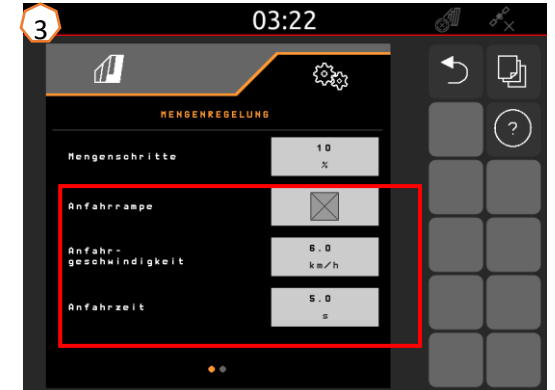 3
03:22
MENGENREGELUNG
Mengenschritte
10
%
Anfahrrampe
Anfahr-
geschwindigkeit
6.0
km/h
Anfahrzeit
5.0
s
?